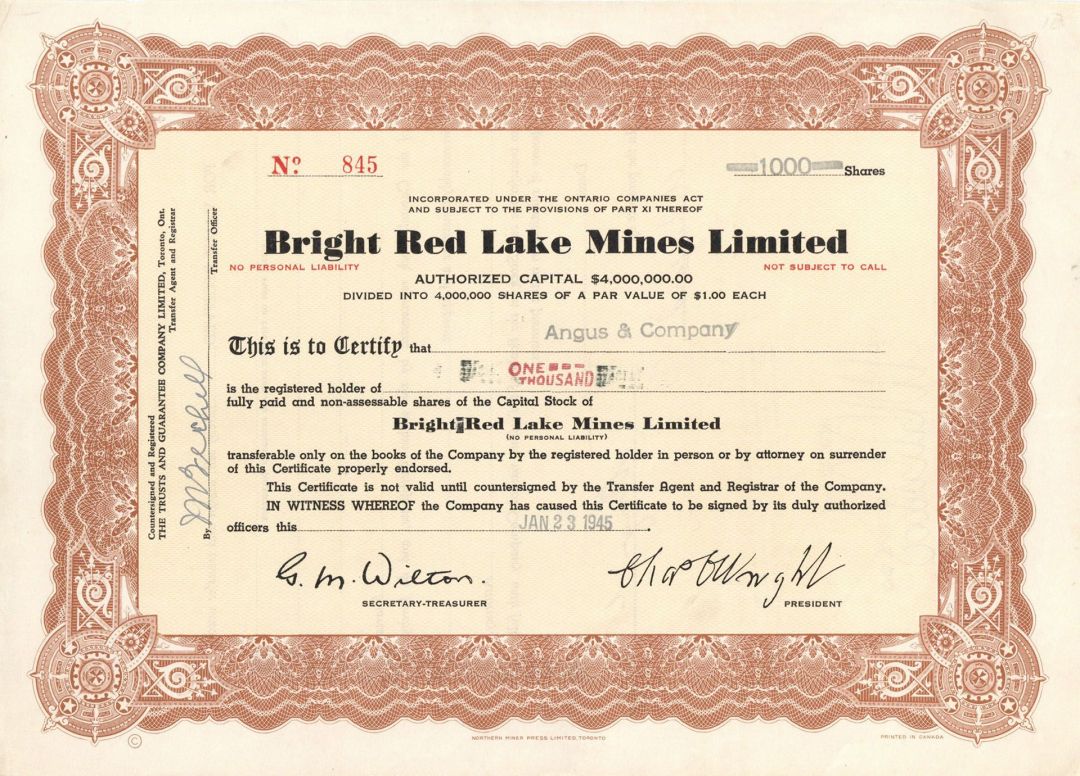 Nº 845
1000 Shares
INCORPORATED UNDER THE ONTARIO COMPANIES ACT
AND SUBJECT TO THE PROVISIONS OF PART XI THEREOF
Bright Red Lake Mines Limited
NO PERSONAL LIABILITY NOT SUBJECT TO CALL
AUTHORIZED CAPITAL $4,000,000.00
DIVIDED INTO 4,000,000 SHARES OF A PAR VALUE OF $1.00 EACH
This is to Certify that Angus & Company
ONE
THOUSAND
is the registered holder of
fully paid and non-assessable shares of the Capital Stock of
Bright Red Lake Mines Limited
(NO PERSONAL LIABILITY)
transferable only on the books of the Company by the registered holder in person or by attorney on surrender
of this Certificate properly endorsed.
This Certificate is not valid until countersigned by the Transfer Agent and Registrar of the Company.
IN WITNESS WHEREOF the Company has caused this Certificate to be signed by its duly authorized
officers this JAN 23 1945.
G. M. Wilton.
SECRETARY-TREASURER
PRESIDENT
Countersigned and Registered
THE TRUSTS AND GUARANTEE COMPANY LIMITED, Toronto, Ont.
Transfer Agent and Registrar
By
Transfer Officer
©
NORTHERN MINER PRESS LIMITED, TORONTO
PRINTED IN CANADA